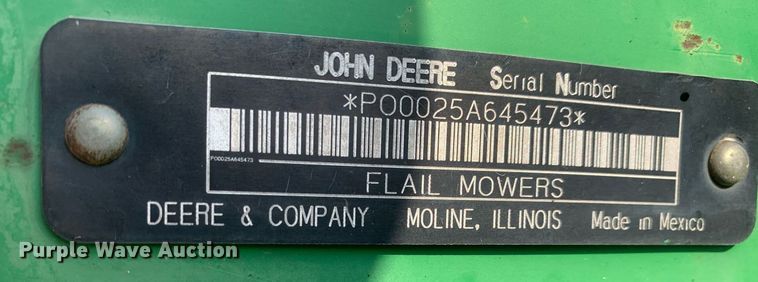 JOHN DEERE Serial Number
*P00025A645473*
P00025A645473
FLAIL MOWERS
DEERE & COMPANY MOLINE, ILLINOIS Made in Mexico
Purple Wave Auction